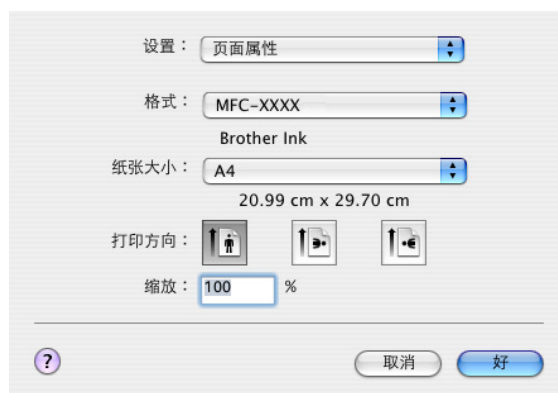 设置： 页面属性
格式： MFC-XXXX
Brother Ink
纸张大小： A4
20.99 cm x 29.70 cm
打印方向：
缩放： 100 %
? 取消 好